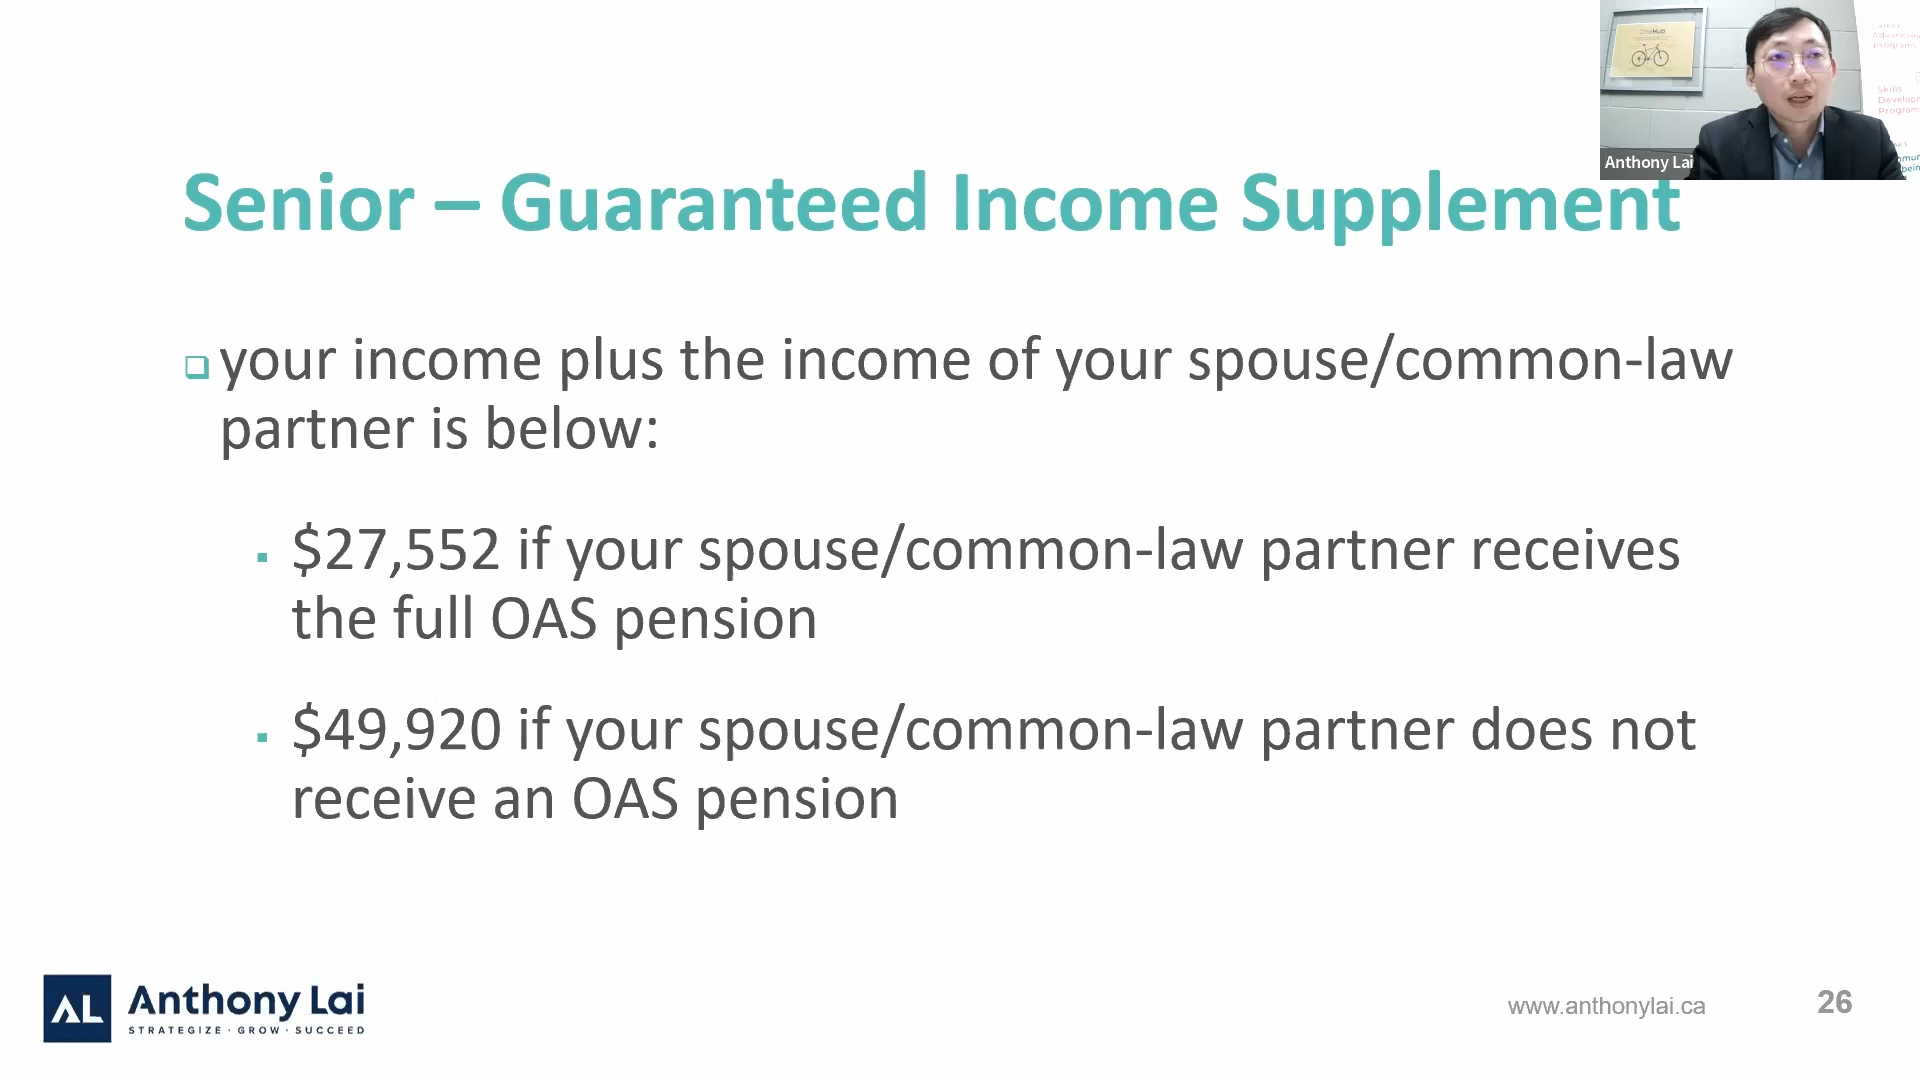 Senior – Guaranteed Income Supplement
your income plus the income of your spouse/common-law
partner is below:
$27,552 if your spouse/common-law partner receives
the full OAS pension
$49,920 if your spouse/common-law partner does not
receive an OAS pension
Anthony Lai
Skills
AL
Anthony Lai
STRATEGIZE · GROW · SUCCEED
www.anthonylai.ca
26